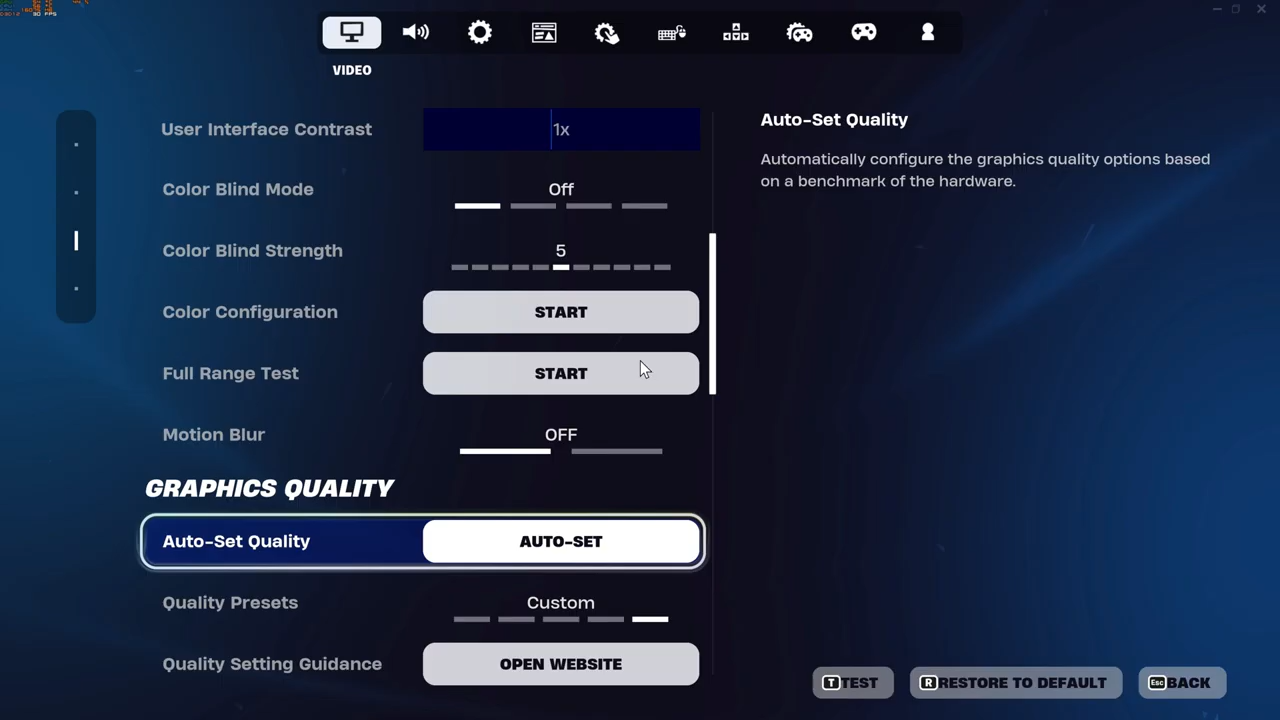 90 FPS
VIDEO
User Interface Contrast
1x
Color Blind Mode
Off
Color Blind Strength
5
Color Configuration
START
Full Range Test
START
Motion Blur
OFF
GRAPHICS QUALITY
Auto-Set Quality
AUTO-SET
Quality Presets
Custom
Quality Setting Guidance
OPEN WEBSITE
Auto-Set Quality
Automatically configure the graphics quality options based
on a benchmark of the hardware.
T TEST
R RESTORE TO DEFAULT
Esc BACK